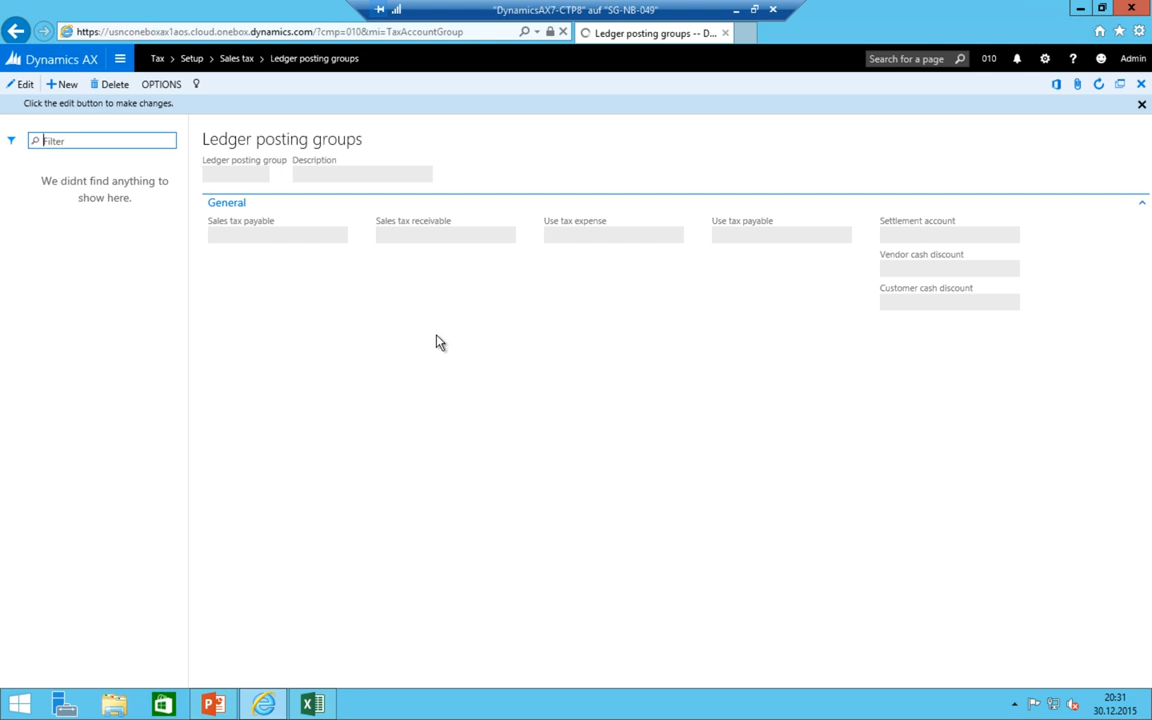 "DynamicsAX7-CTP8" auf "SG-NB-049"
https://usnconeboxax1aos.cloud.onebox.dynamics.com/?cmp=010&mi=TaxAccountGroup
Ledger posting groups -- D...
Dynamics AX
Tax > Setup > Sales tax > Ledger posting groups
Search for a page
010
Admin
Edit
New
Delete
OPTIONS
Click the edit button to make changes.
Filter
We didnt find anything to
show here.
Ledger posting groups
Ledger posting group
Description
General
Sales tax payable
Sales tax receivable
Use tax expense
Use tax payable
Settlement account
Vendor cash discount
Customer cash discount
20:31
30.12.2015